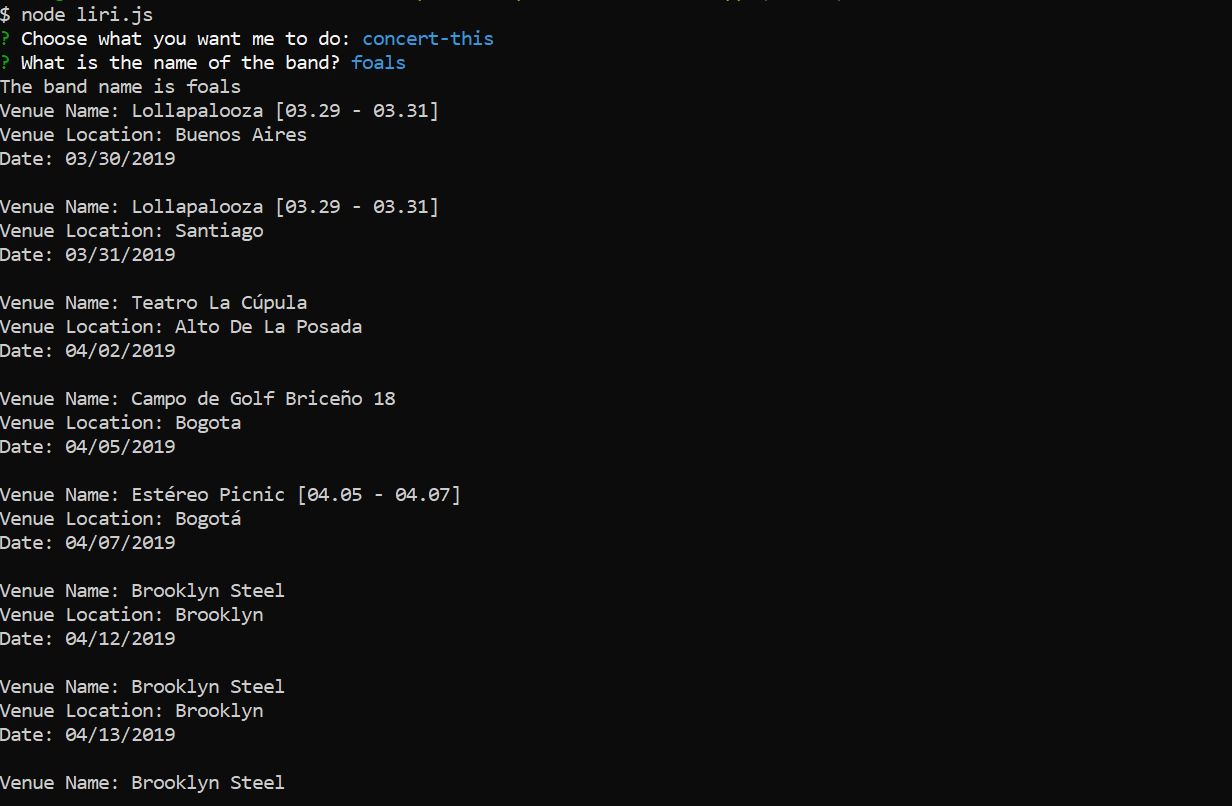 $ node liri.js
? Choose what you want me to do: concert-this
? What is the name of the band? foals
The band name is foals
Venue Name: Lollapalooza [03.29 - 03.31]
Venue Location: Buenos Aires
Date: 03/30/2019
Venue Name: Lollapalooza [03.29 - 03.31]
Venue Location: Santiago
Date: 03/31/2019
Venue Name: Teatro La Cúpula
Venue Location: Alto De La Posada
Date: 04/02/2019
Venue Name: Campo de Golf Briceño 18
Venue Location: Bogota
Date: 04/05/2019
Venue Name: Estéreo Picnic [04.05 - 04.07]
Venue Location: Bogotá
Date: 04/07/2019
Venue Name: Brooklyn Steel
Venue Location: Brooklyn
Date: 04/12/2019
Venue Name: Brooklyn Steel
Venue Location: Brooklyn
Date: 04/13/2019
Venue Name: Brooklyn Steel